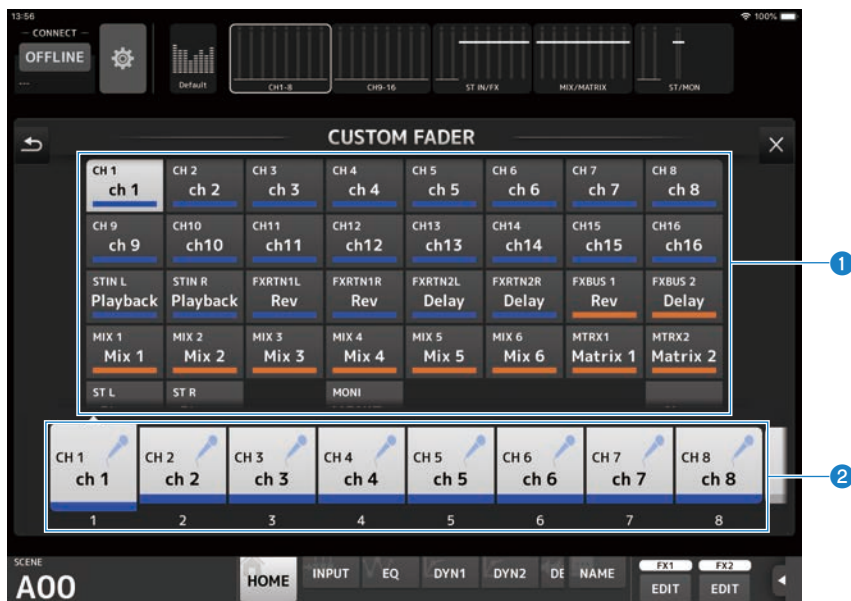 13:56
100%
CONNECT
OFFLINE
---
Default
CH1-8
CH9-16
ST IN/FX
MIX/MATRIX
ST/MON
CUSTOM FADER
CH 1 CH 2 CH 3 CH 4 CH 5 CH 6 CH 7 CH 8
ch 1 ch 2 ch 3 ch 4 ch 5 ch 6 ch 7 ch 8
CH 9 CH10 CH11 CH12 CH13 CH14 CH15 CH16
ch 9 ch10 ch11 ch12 ch13 ch14 ch15 ch16
1
STIN L STIN R FXRTN1L FXRTN1R FXRTN2L FXRTN2R FXBUS 1 FXBUS 2
Playback Playback Rev Rev Delay Delay Rev Delay
MIX 1 MIX 2 MIX 3 MIX 4 MIX 5 MIX 6 MTRX1 MTRX2
Mix 1 Mix 2 Mix 3 Mix 4 Mix 5 Mix 6 Matrix 1 Matrix 2
ST L ST R MONI
CH 1 CH 2 CH 3 CH 4 CH 5 CH 6 CH 7 CH 8
ch 1 ch 2 ch 3 ch 4 ch 5 ch 6 ch 7 ch 8
2
1 2 3 4 5 6 7 8
SCENE
A00
HOME INPUT EQ DYN1 DYN2 DE NAME
FX1 FX2
EDIT EDIT